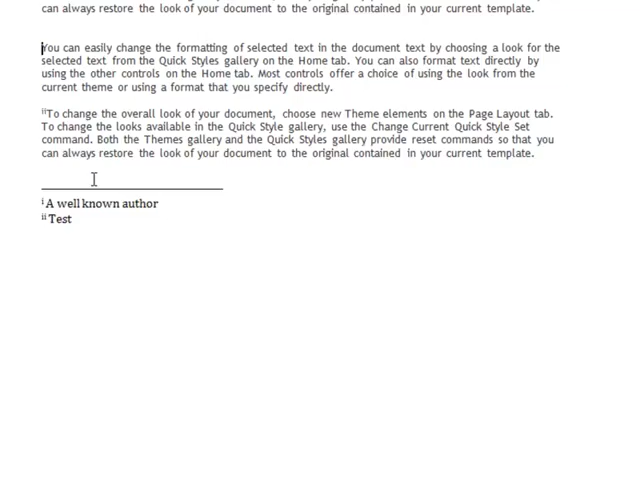 can always restore the look of your document to the original contained in your current template.
You can easily change the formatting of selected text in the document text by choosing a look for the
selected text from the Quick Styles gallery on the Home tab. You can also format text directly by
using the other controls on the Home tab. Most controls offer a choice of using the look from the
current theme or using a format that you specify directly.
iiTo change the overall look of your document, choose new Theme elements on the Page Layout tab.
To change the looks available in the Quick Style gallery, use the Change Current Quick Style Set
command. Both the Themes gallery and the Quick Styles gallery provide reset commands so that you
can always restore the look of your document to the original contained in your current template.
i A well known author
ii Test